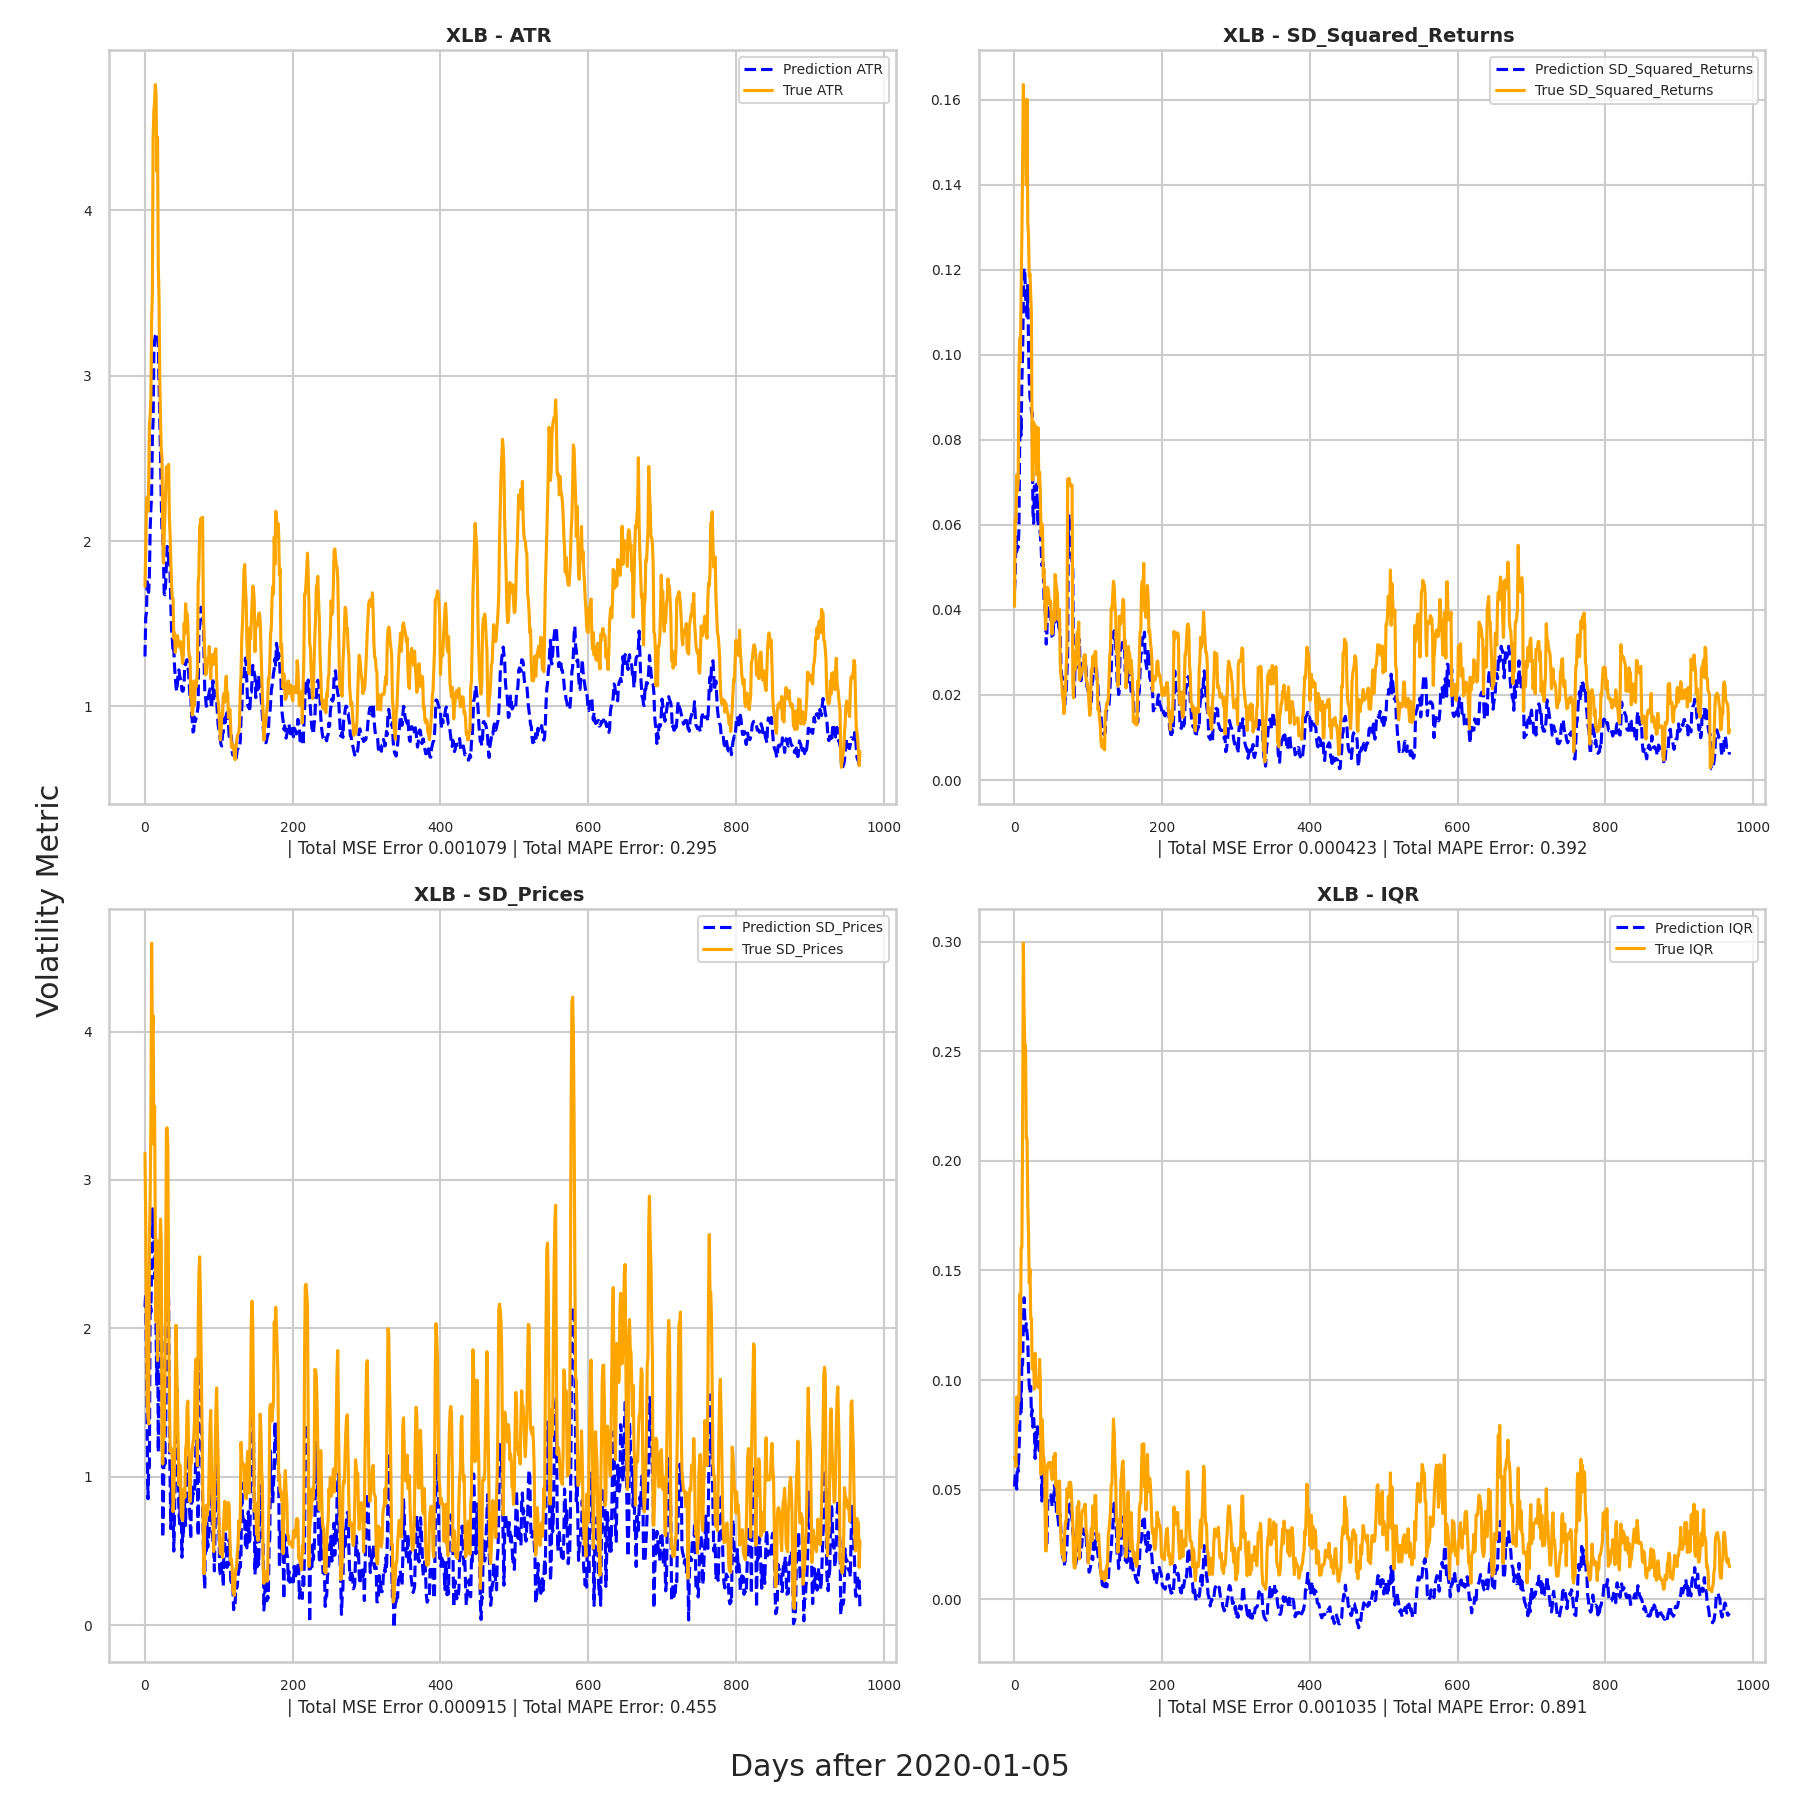 Volatility Metric
XLB - ATR
Prediction ATR
True ATR
4
3
2
1
0 200 400 600 800 1000
| Total MSE Error 0.001079 | Total MAPE Error: 0.295
XLB - SD_Squared_Returns
Prediction SD_Squared_Returns
True SD_Squared_Returns
0.16
0.14
0.12
0.10
0.08
0.06
0.04
0.02
0.00
0 200 400 600 800 1000
| Total MSE Error 0.000423 | Total MAPE Error: 0.392
XLB - SD_Prices
Prediction SD_Prices
True SD_Prices
4
3
2
1
0
0 200 400 600 800 1000
| Total MSE Error 0.000915 | Total MAPE Error: 0.455
XLB - IQR
Prediction IQR
True IQR
0.30
0.25
0.20
0.15
0.10
0.05
0.00
0 200 400 600 800 1000
| Total MSE Error 0.001035 | Total MAPE Error: 0.891
Days after 2020-01-05